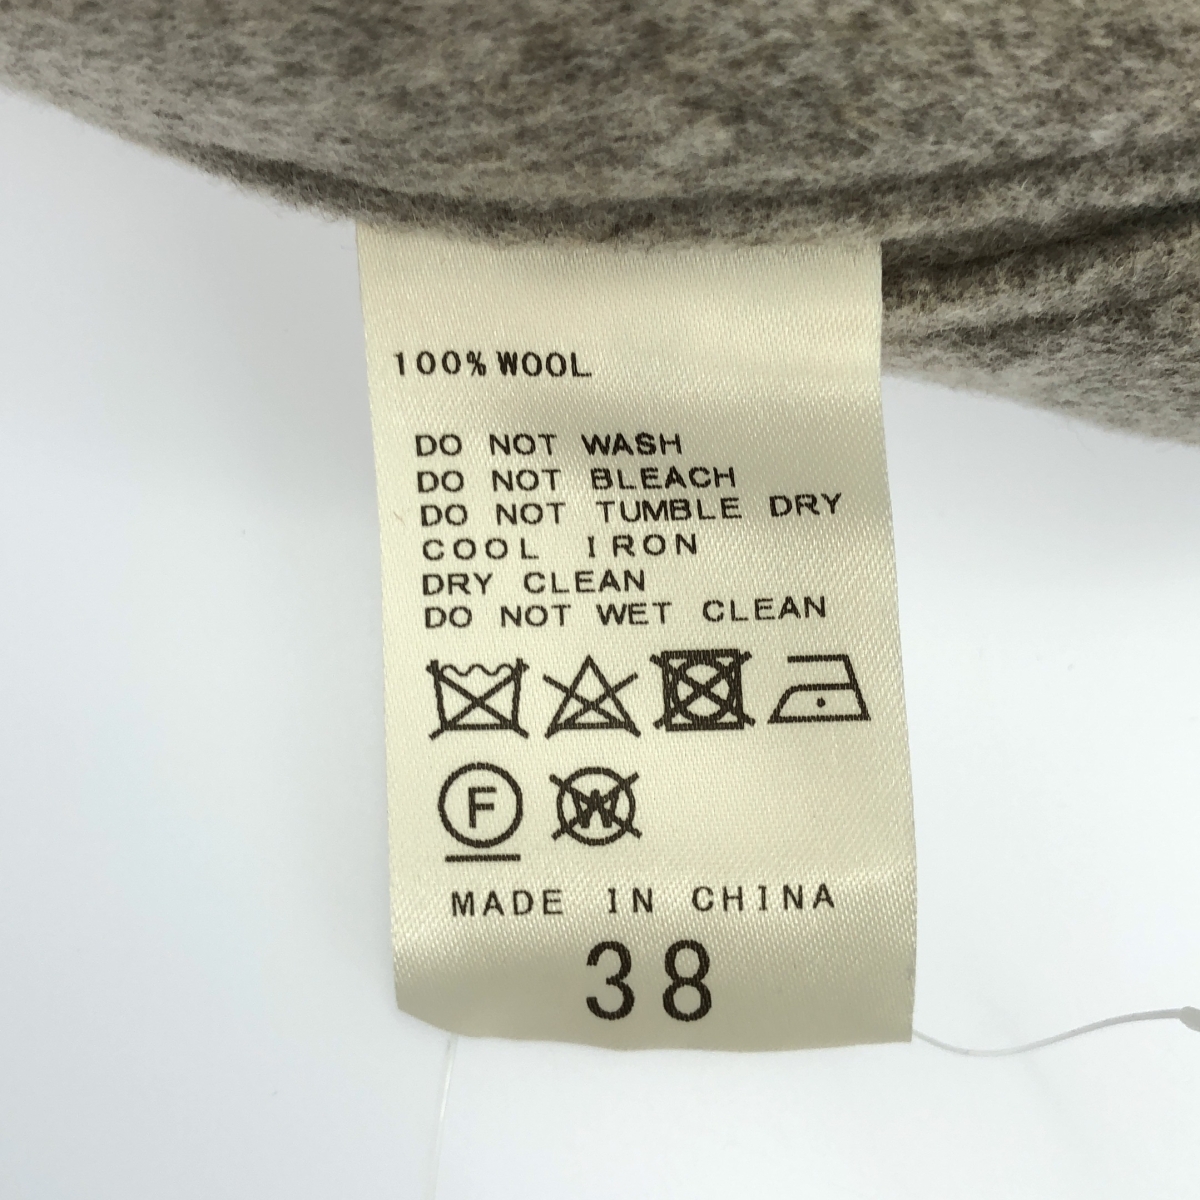 100% WOOL
DO NOT WASH
DO NOT BLEACH
DO NOT TUMBLE DRY
COOL IRON
DRY CLEAN
DO NOT WET CLEAN
F W
MADE IN CHINA
38